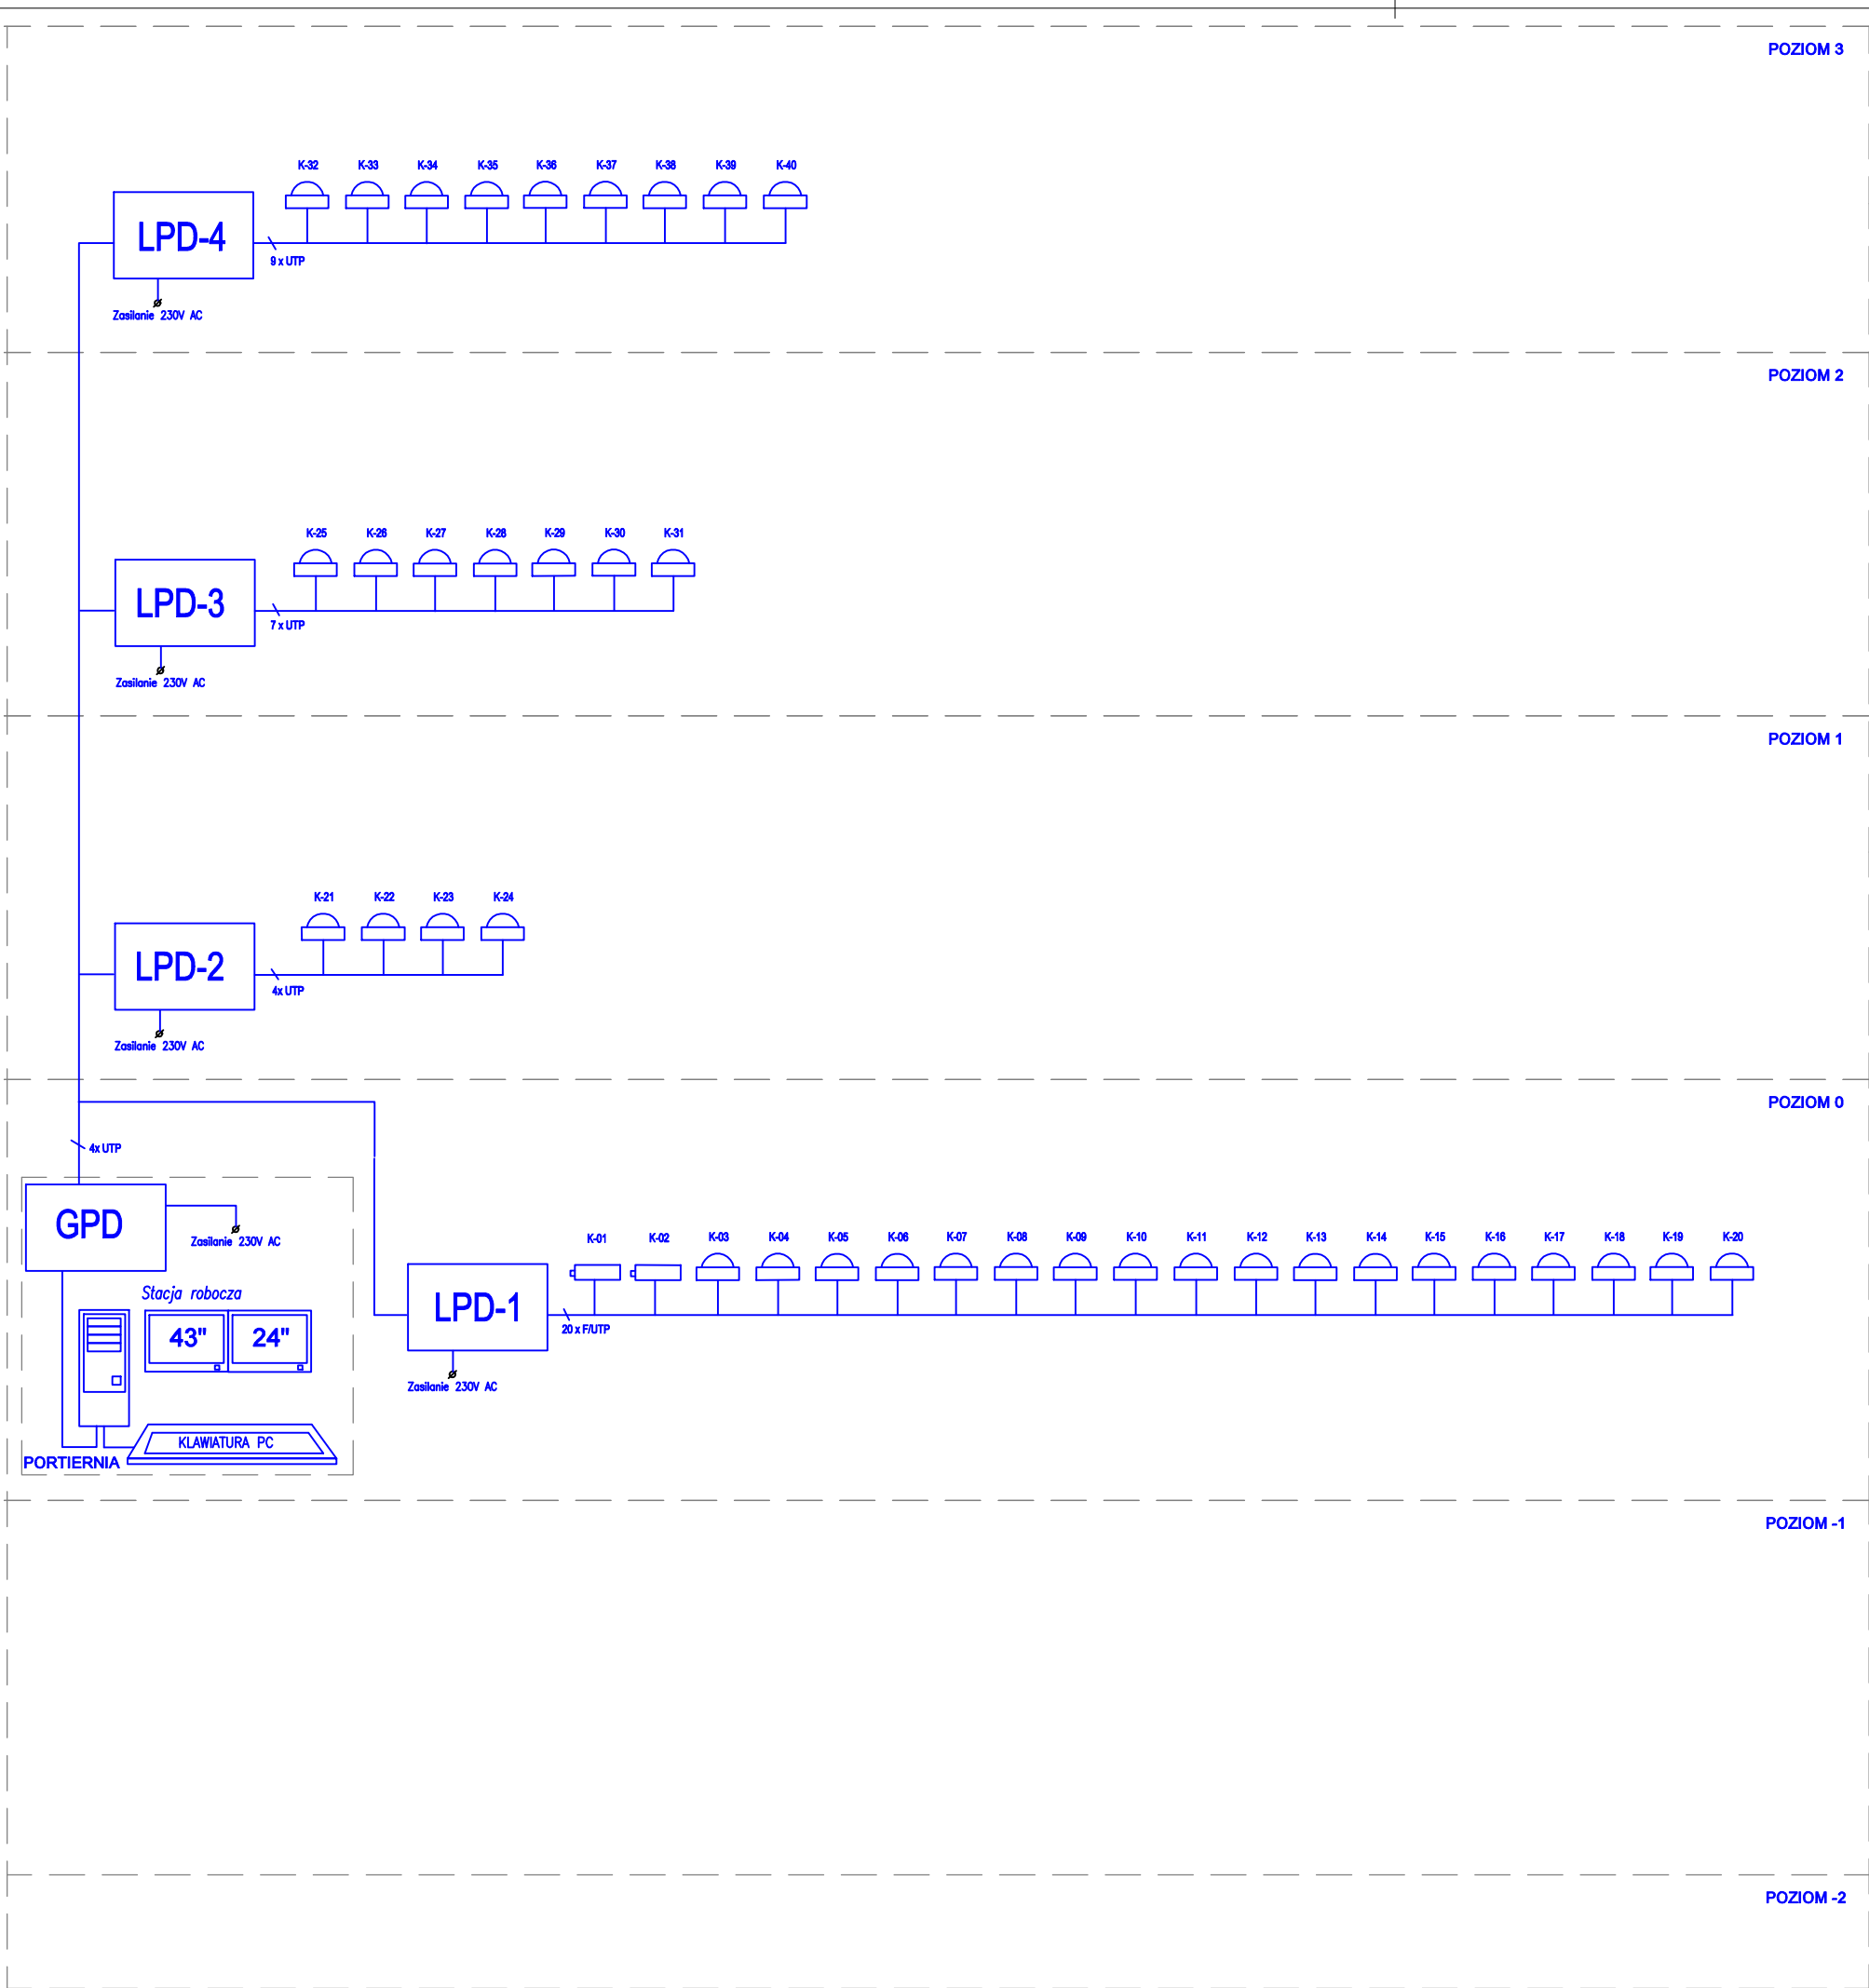 POZIOM 3
K-32 K-33 K-34 K-35 K-36 K-37 K-38 K-39 K-40
LPD-4
9 x UTP
Zasilanie 230V AC
POZIOM 2
K-25 K-26 K-27 K-28 K-29 K-30 K-31
LPD-3
7 x UTP
Zasilanie 230V AC
POZIOM 1
K-21 K-22 K-23 K-24
LPD-2
4x UTP
Zasilanie 230V AC
POZIOM 0
4x UTP
GPD
Zasilanie 230V AC
K-01 K-02 K-03 K-04 K-05 K-06 K-07 K-08 K-09 K-10 K-11 K-12 K-13 K-14 K-15 K-16 K-17 K-18 K-19 K-20
LPD-1
20 x F/UTP
Zasilanie 230V AC
Stacja robocza
43" 24"
KLAWIATURA PC
PORTIERNIA
POZIOM -1
POZIOM -2